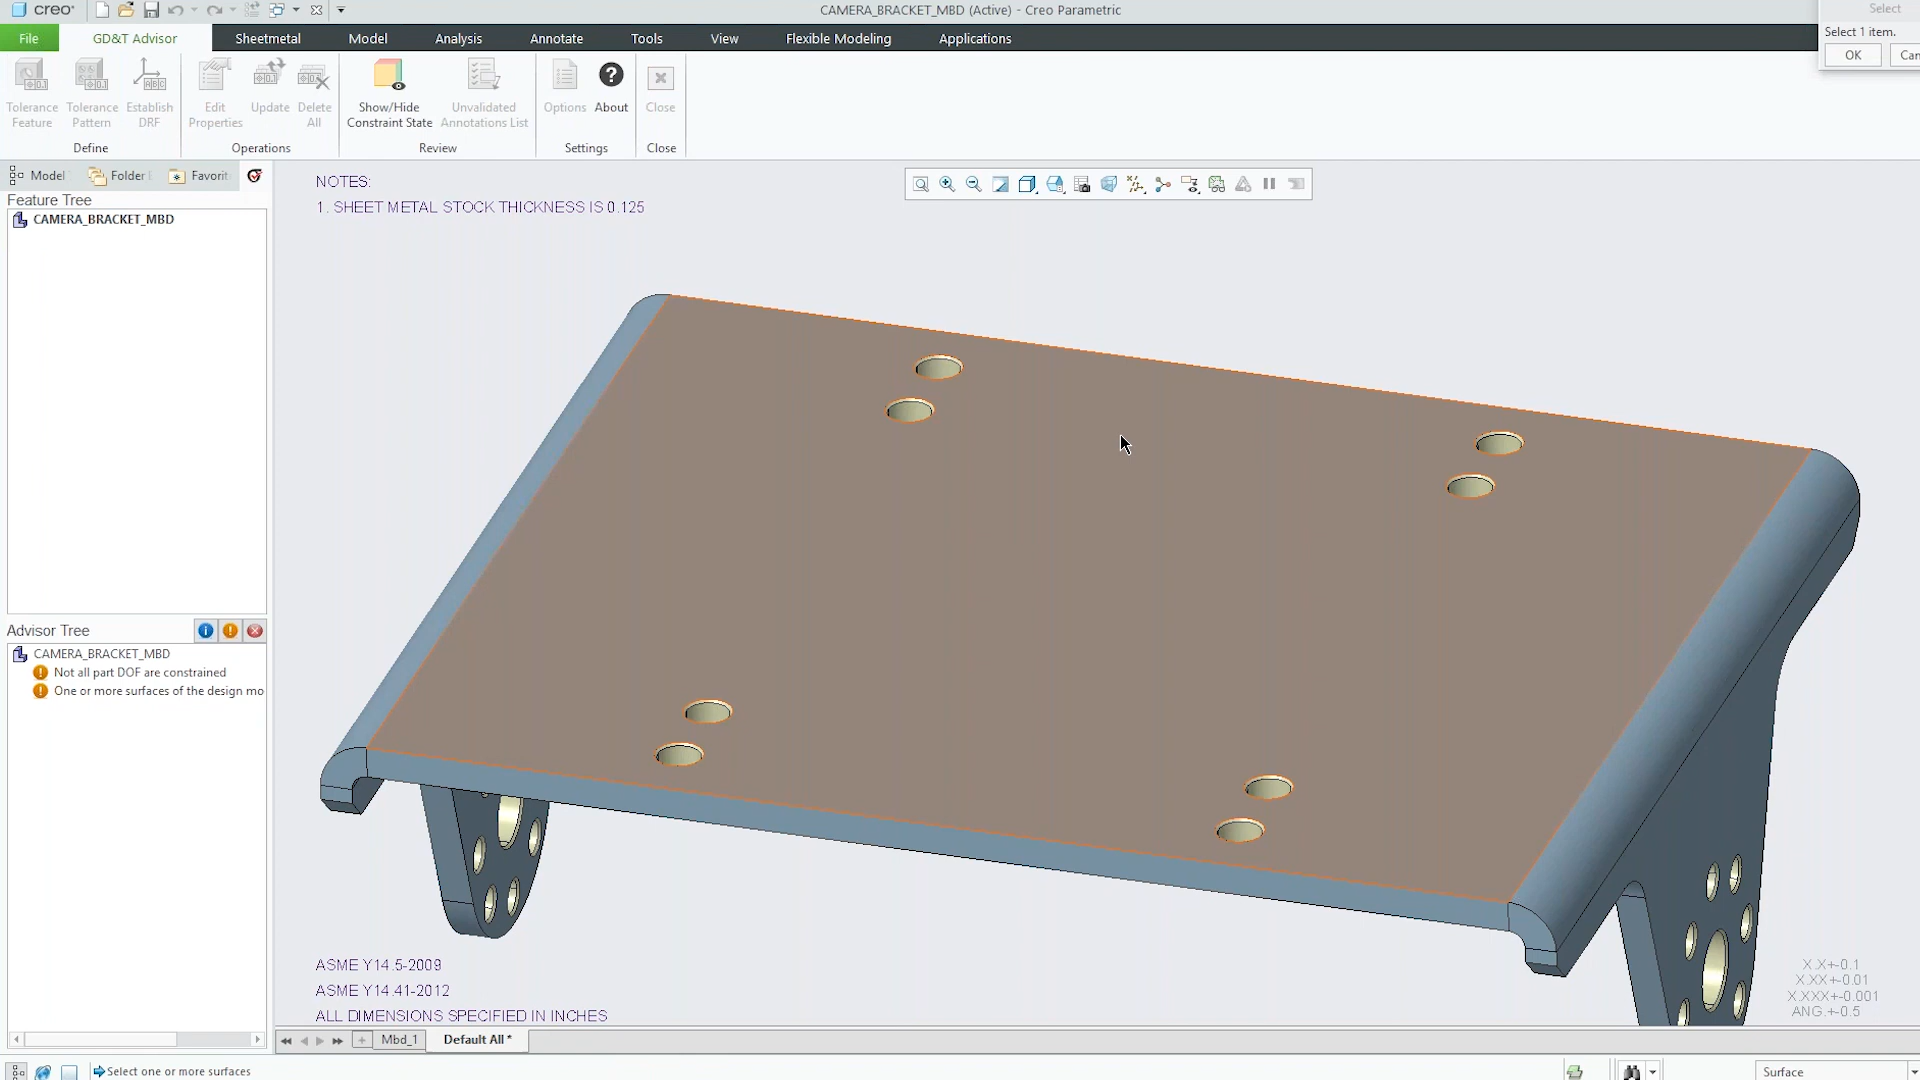 creo
CAMERA_BRACKET_MBD (Active) - Creo Parametric
Select
Select 1 item.
OK
Can
File
GD&T Advisor
Sheetmetal
Model
Analysis
Annotate
Tools
View
Flexible Modeling
Applications
Tolerance Feature
Tolerance Pattern
Establish DRF
Edit Properties
Update
Delete All
Show/Hide Constraint State
Unvalidated Annotations List
Options
About
Close
Define
Operations
Review
Settings
Close
Model
Folder
Favorit
Feature Tree
CAMERA_BRACKET_MBD
NOTES:
1. SHEET METAL STOCK THICKNESS IS 0.125
Advisor Tree
CAMERA_BRACKET_MBD
Not all part DOF are constrained
One or more surfaces of the design mo
ASME Y14.5-2009
ASME Y14.41-2012
ALL DIMENSIONS SPECIFIED IN INCHES
X.X+-0.1
X.XX+-0.01
X.XXX+-0.001
ANG.+-0.5
Mbd_1
Default All *
Select one or more surfaces
Surface